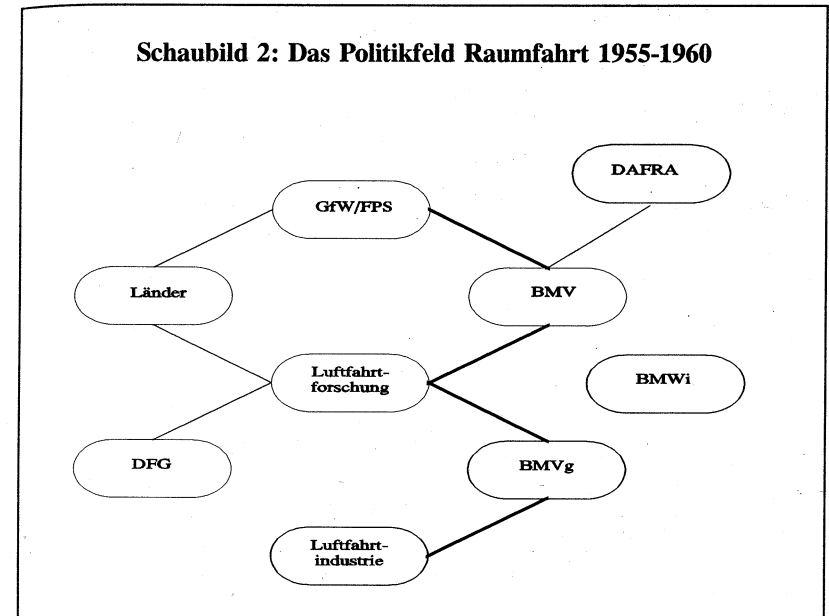 Schaubild 2: Das Politikfeld Raumfahrt 1955-1960
DAFRA
GfW/FPS
Länder
BMV
Luftfahrt-
forschung
BMWi
DFG
BMVg
Luftfahrt-
industrie